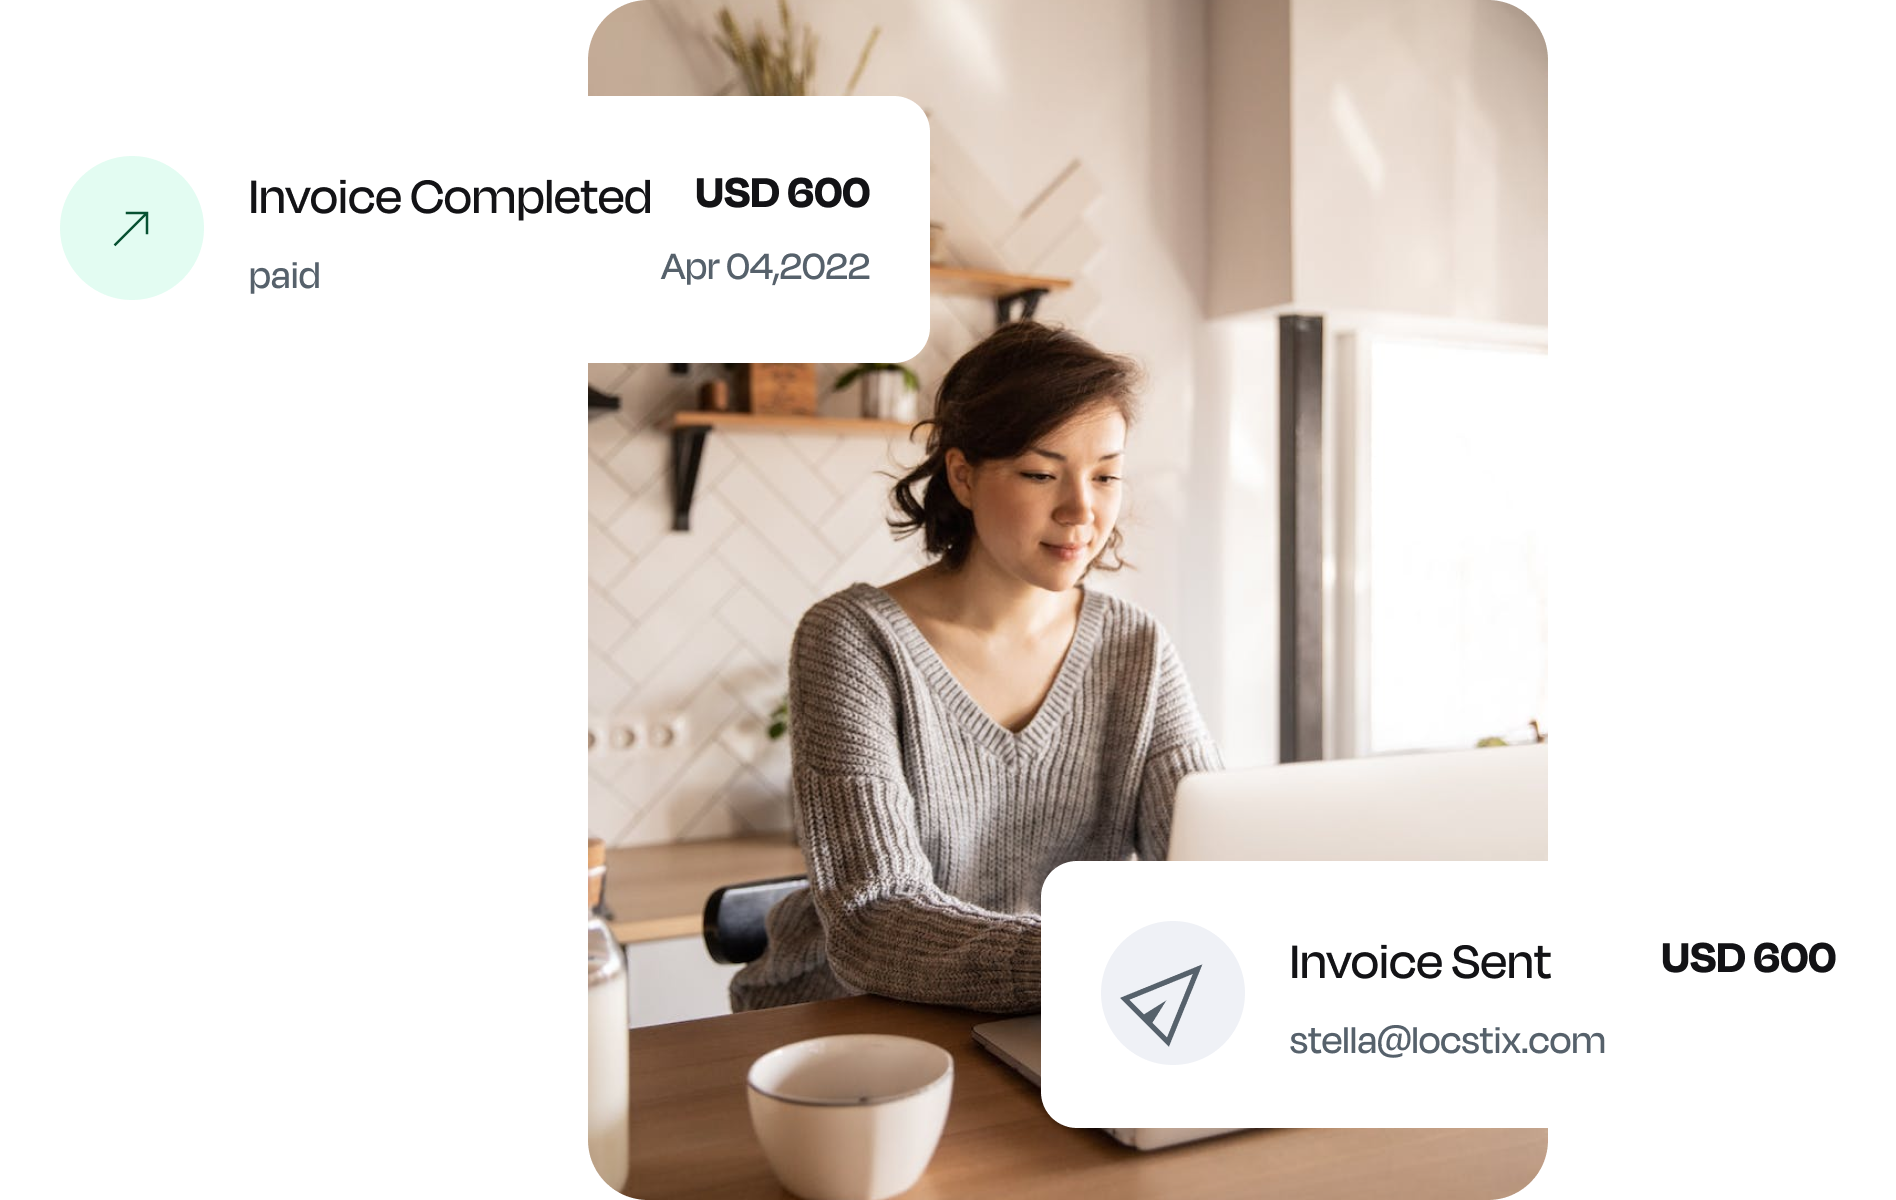 Invoice Completed USD 600
paid Apr 04,2022
Invoice Sent USD 600
stella@locstix.com